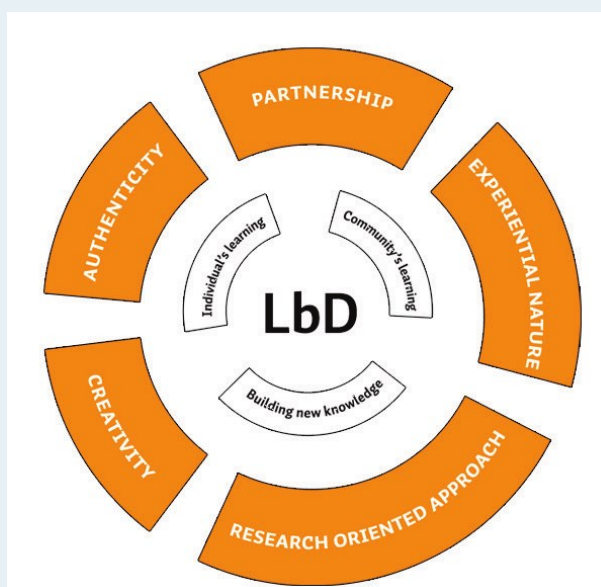 PARTNERSHIP
EXPERIENTIAL NATURE
RESEARCH ORIENTED APPROACH
CREATIVITY
AUTHENTICITY
Individual's learning
Community's learning
Building new knowledge
LbD